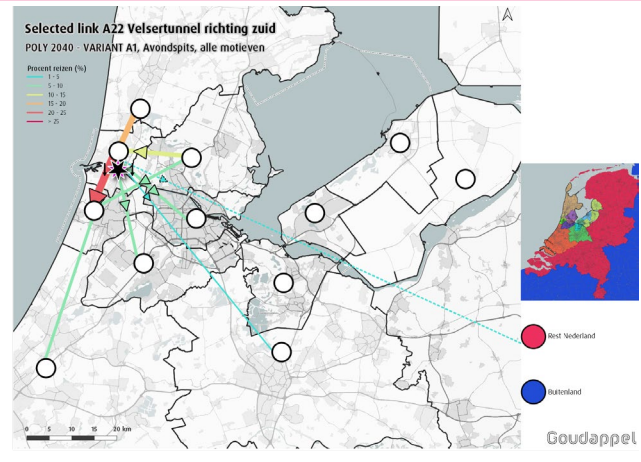 Selected link A22 Velsertunnel richting zuid
POLY 2040 - VARIANT A1, Avondspits, alle motieven
Procent reizen (%)
1 - 5
5 - 10
10 - 15
15 - 20
20 - 25
> 25
Rest Nederland
Buitenland
0 5 10 15 20 km
Goudappel